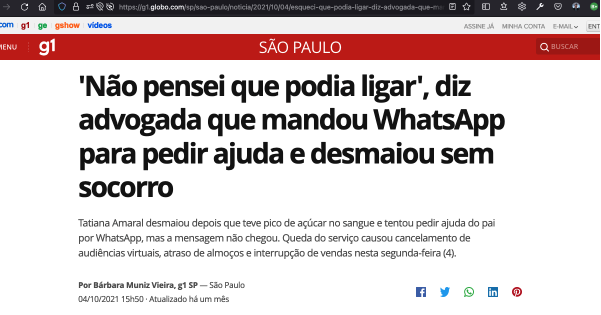 https://g1.globo.com/sp/sao-paulo/noticia/2021/10/04/esqueci-que-podia-ligar-diz-advogada-que-
com g1 ge gshow vídeos ASSINE JÁ MINHA CONTA E-MAIL ENT
MENU g1 SÃO PAULO BUSCAR
'Não pensei que podia ligar', diz
advogada que mandou WhatsApp
para pedir ajuda e desmaiou sem
socorro
Tatiana Amaral desmaiou depois que teve pico de açúcar no sangue e tentou pedir ajuda do pai
por WhatsApp, mas a mensagem não chegou. Queda do serviço causou cancelamento de
audiências virtuais, atraso de almoços e interrupção de vendas nesta segunda-feira (4).
Por Bárbara Muniz Vieira, g1 SP — São Paulo
04/10/2021 15h50 · Atualizado há um mês